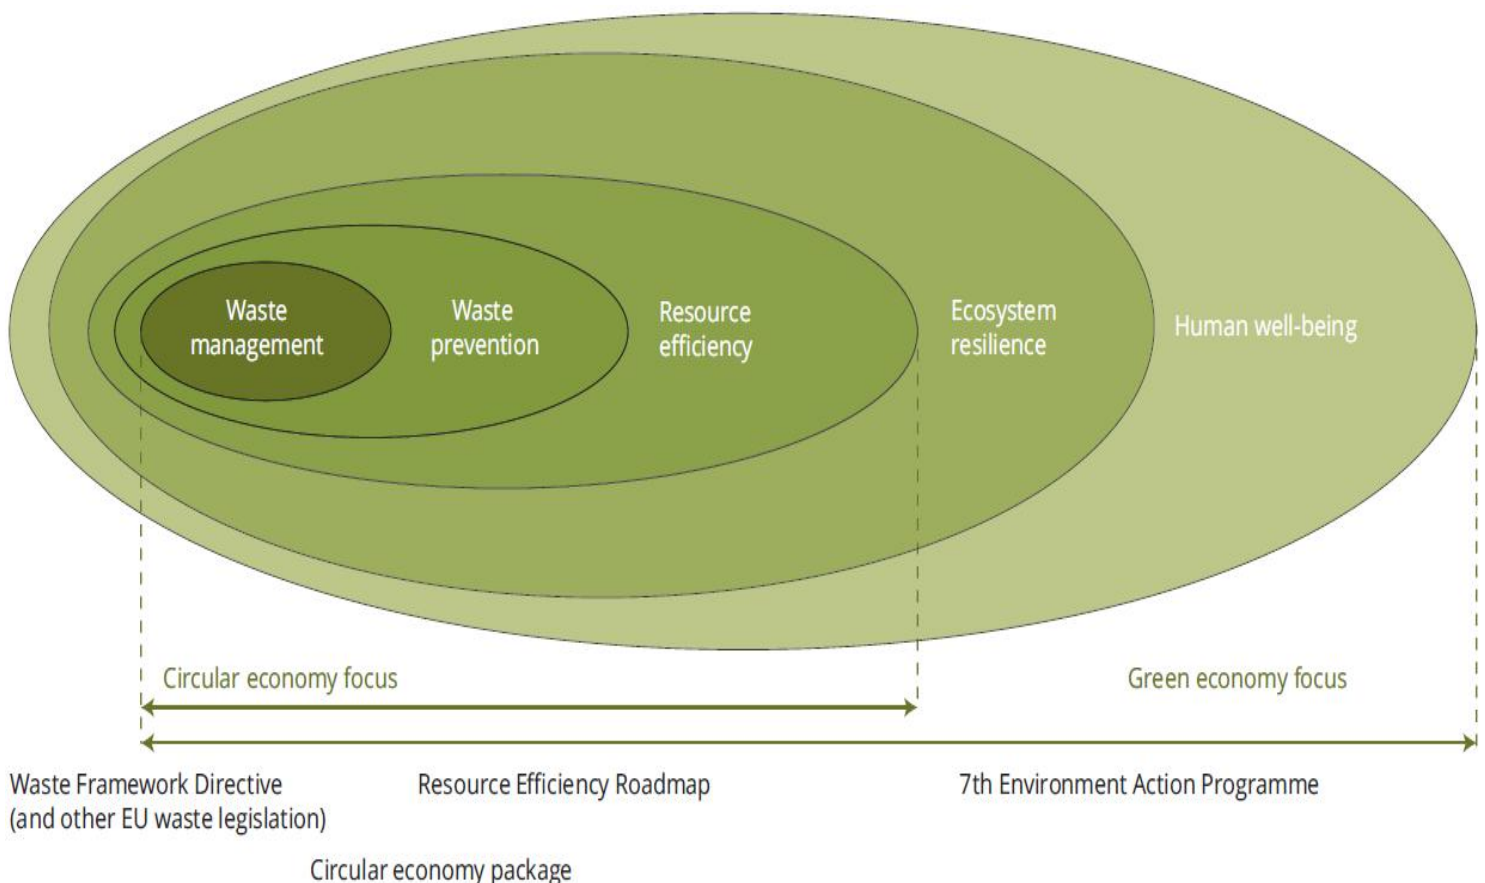 Waste
management
Waste
prevention
Resource
efficiency
Ecosystem
resilience
Human well-being
Circular economy focus
Green economy focus
Waste Framework Directive
(and other EU waste legislation)
Resource Efficiency Roadmap
7th Environment Action Programme
Circular economy package